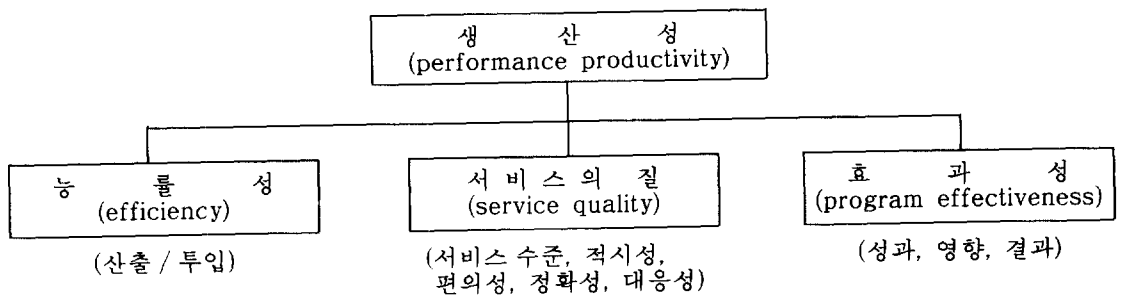 생산성
(performance productivity)
능률성
(efficiency)
(산출 / 투입)
서비스의 질
(service quality)
(서비스 수준, 적시성,
편의성, 정확성, 대응성)
효과성
(program effectiveness)
(성과, 영향, 결과)